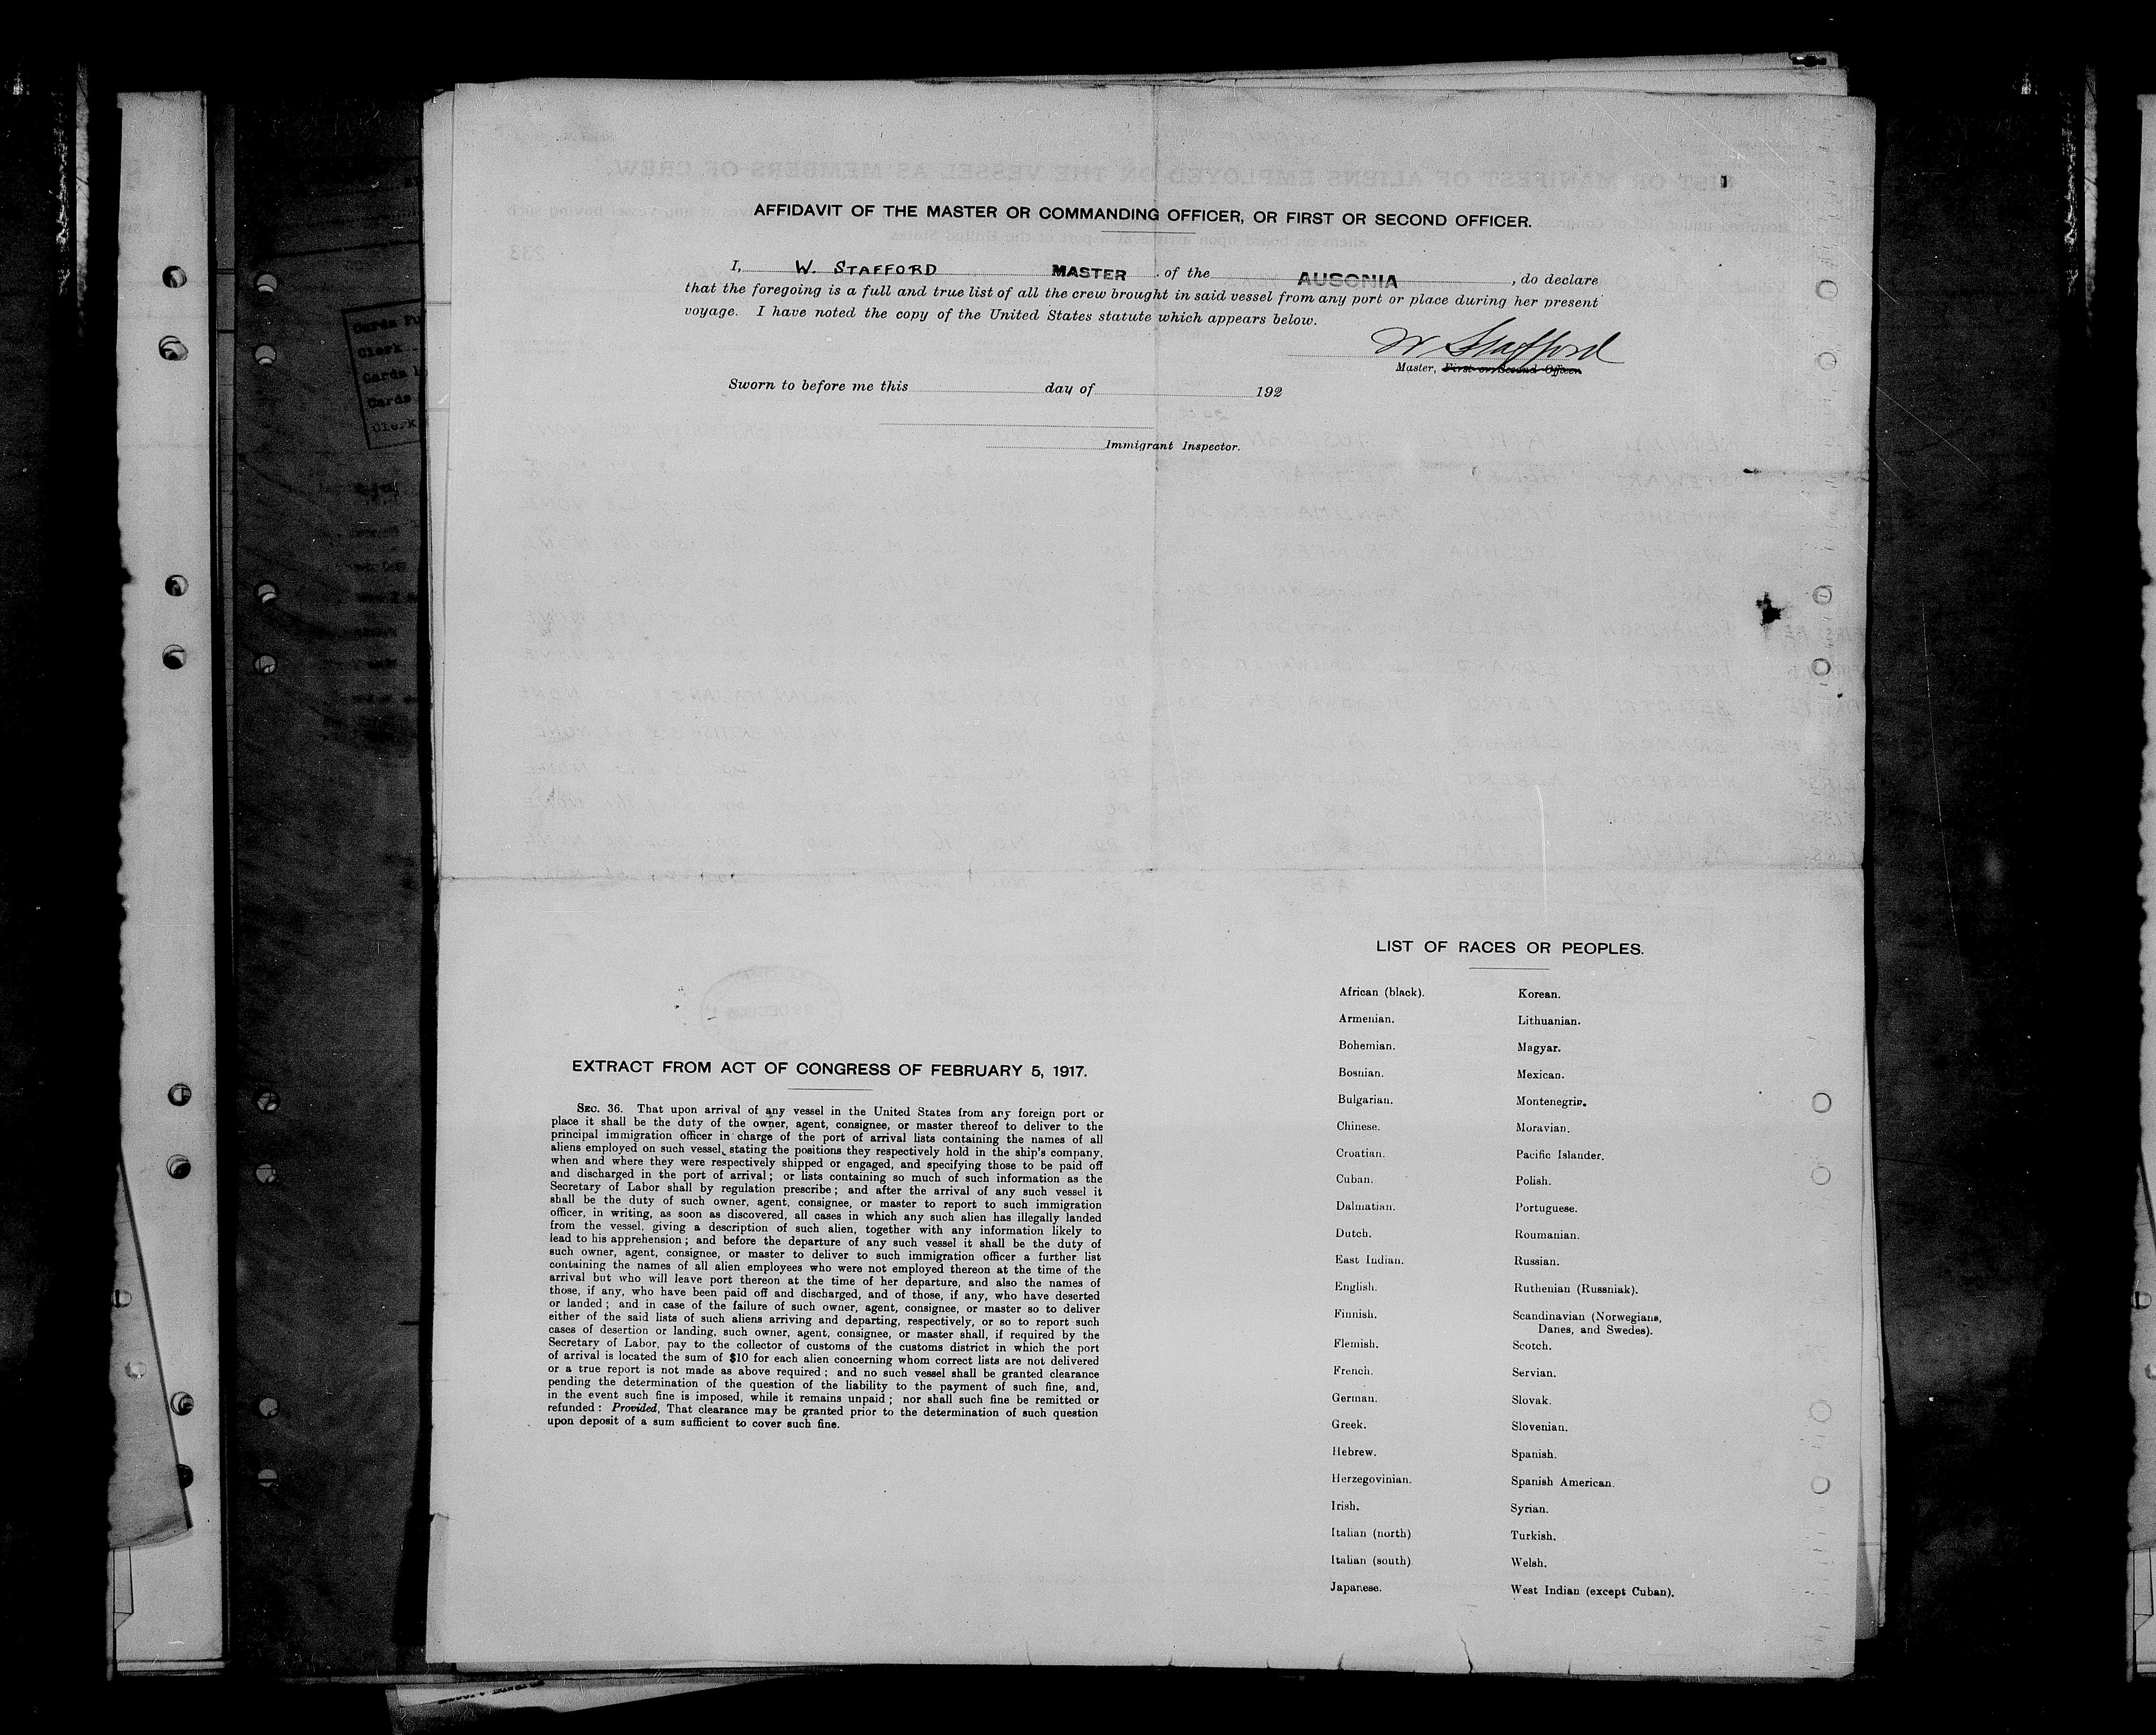 AFFIDAVIT OF THE MASTER OR COMMANDING OFFICER, OR FIRST OR SECOND OFFICER.
I, W. STAFFORD MASTER of the AUSONIA, do declare
that the foregoing is a full and true list of all the crew brought in said vessel from any port or place during her present
voyage. I have noted the copy of the United States statute which appears below.
W Stafford
Master, First or Second Officer.
Sworn to before me this day of 192
Immigrant Inspector.
LIST OF RACES OR PEOPLES.
African (black).
Armenian.
Bohemian.
Bosnian.
Bulgarian.
Chinese.
Croatian.
Cuban.
Dalmatian.
Dutch.
East Indian.
English.
Finnish.
Flemish.
French.
German.
Greek.
Hebrew.
Herzegovinian.
Irish.
Italian (north)
Italian (south)
Japanese.
Korean.
Lithuanian.
Magyar.
Mexican.
Montenegrin.
Moravian.
Pacific Islander.
Polish.
Portuguese.
Roumanian.
Russian.
Ruthenian (Russniak).
Scandinavian (Norwegians,
Danes, and Swedes).
Scotch.
Servian.
Slovak.
Slovenian.
Spanish.
Spanish American.
Syrian.
Turkish.
Welsh.
West Indian (except Cuban).
EXTRACT FROM ACT OF CONGRESS OF FEBRUARY 5, 1917.
SEC. 36. That upon arrival of any vessel in the United States from any foreign port or
place it shall be the duty of the owner, agent, consignee, or master thereof to deliver to the
principal immigration officer in charge of the port of arrival lists containing the names of all
aliens employed on such vessel, stating the positions they respectively hold in the ship's company,
when and where they were respectively shipped or engaged, and specifying those to be paid off
and discharged in the port of arrival; or lists containing so much of such information as the
Secretary of Labor shall by regulation prescribe; and after the arrival of any such vessel it
shall be the duty of such owner, agent, consignee, or master to report to such immigration
officer, in writing, as soon as discovered, all cases in which any such alien has illegally landed
from the vessel, giving a description of such alien, together with any information likely to
lead to his apprehension; and before the departure of any such vessel it shall be the duty of
such owner, agent, consignee, or master to deliver to such immigration officer a further list
containing the names of all alien employees who were not employed thereon at the time of the
arrival but who will leave port thereon at the time of her departure, and also the names of
those, if any, who have been paid off and discharged, and of those, if any, who have deserted
or landed; and in case of the failure of such owner, agent, consignee, or master so to deliver
either of the said lists of such aliens arriving and departing, respectively, or so to report such
cases of desertion or landing, such owner, agent, consignee, or master shall, if required by the
Secretary of Labor, pay to the collector of customs of the customs district in which the port
of arrival is located the sum of $10 for each alien concerning whom correct lists are not delivered
or a true report is not made as above required; and no such vessel shall be granted clearance
pending the determination of the question of the liability to the payment of such fine, and,
in the event such fine is imposed, while it remains unpaid; nor shall such fine be remitted or
refunded: Provided, That clearance may be granted prior to the determination of such question
upon deposit of a sum sufficient to cover such fine.